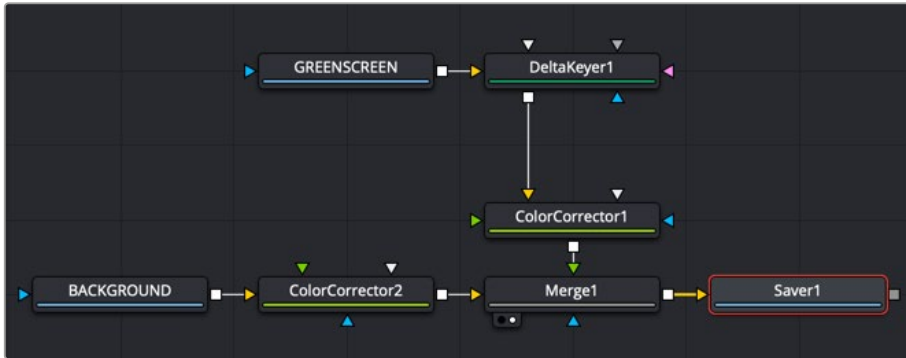 GREENSCREEN
DeltaKeyer1
ColorCorrector1
BACKGROUND
ColorCorrector2
Merge1
Saver1